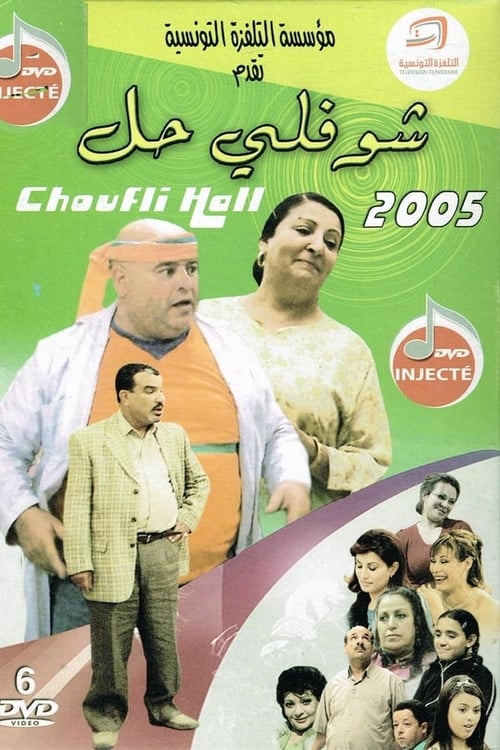 مؤسسة التلفزة التونسية
تقدم
التلفزة التونسية
TELEVISION TUNISIENNE
DVD
INJECTÉ
شوفلي حل
Choufli Hall
2005
DVD
INJECTÉ
6
DVD
VIDEO